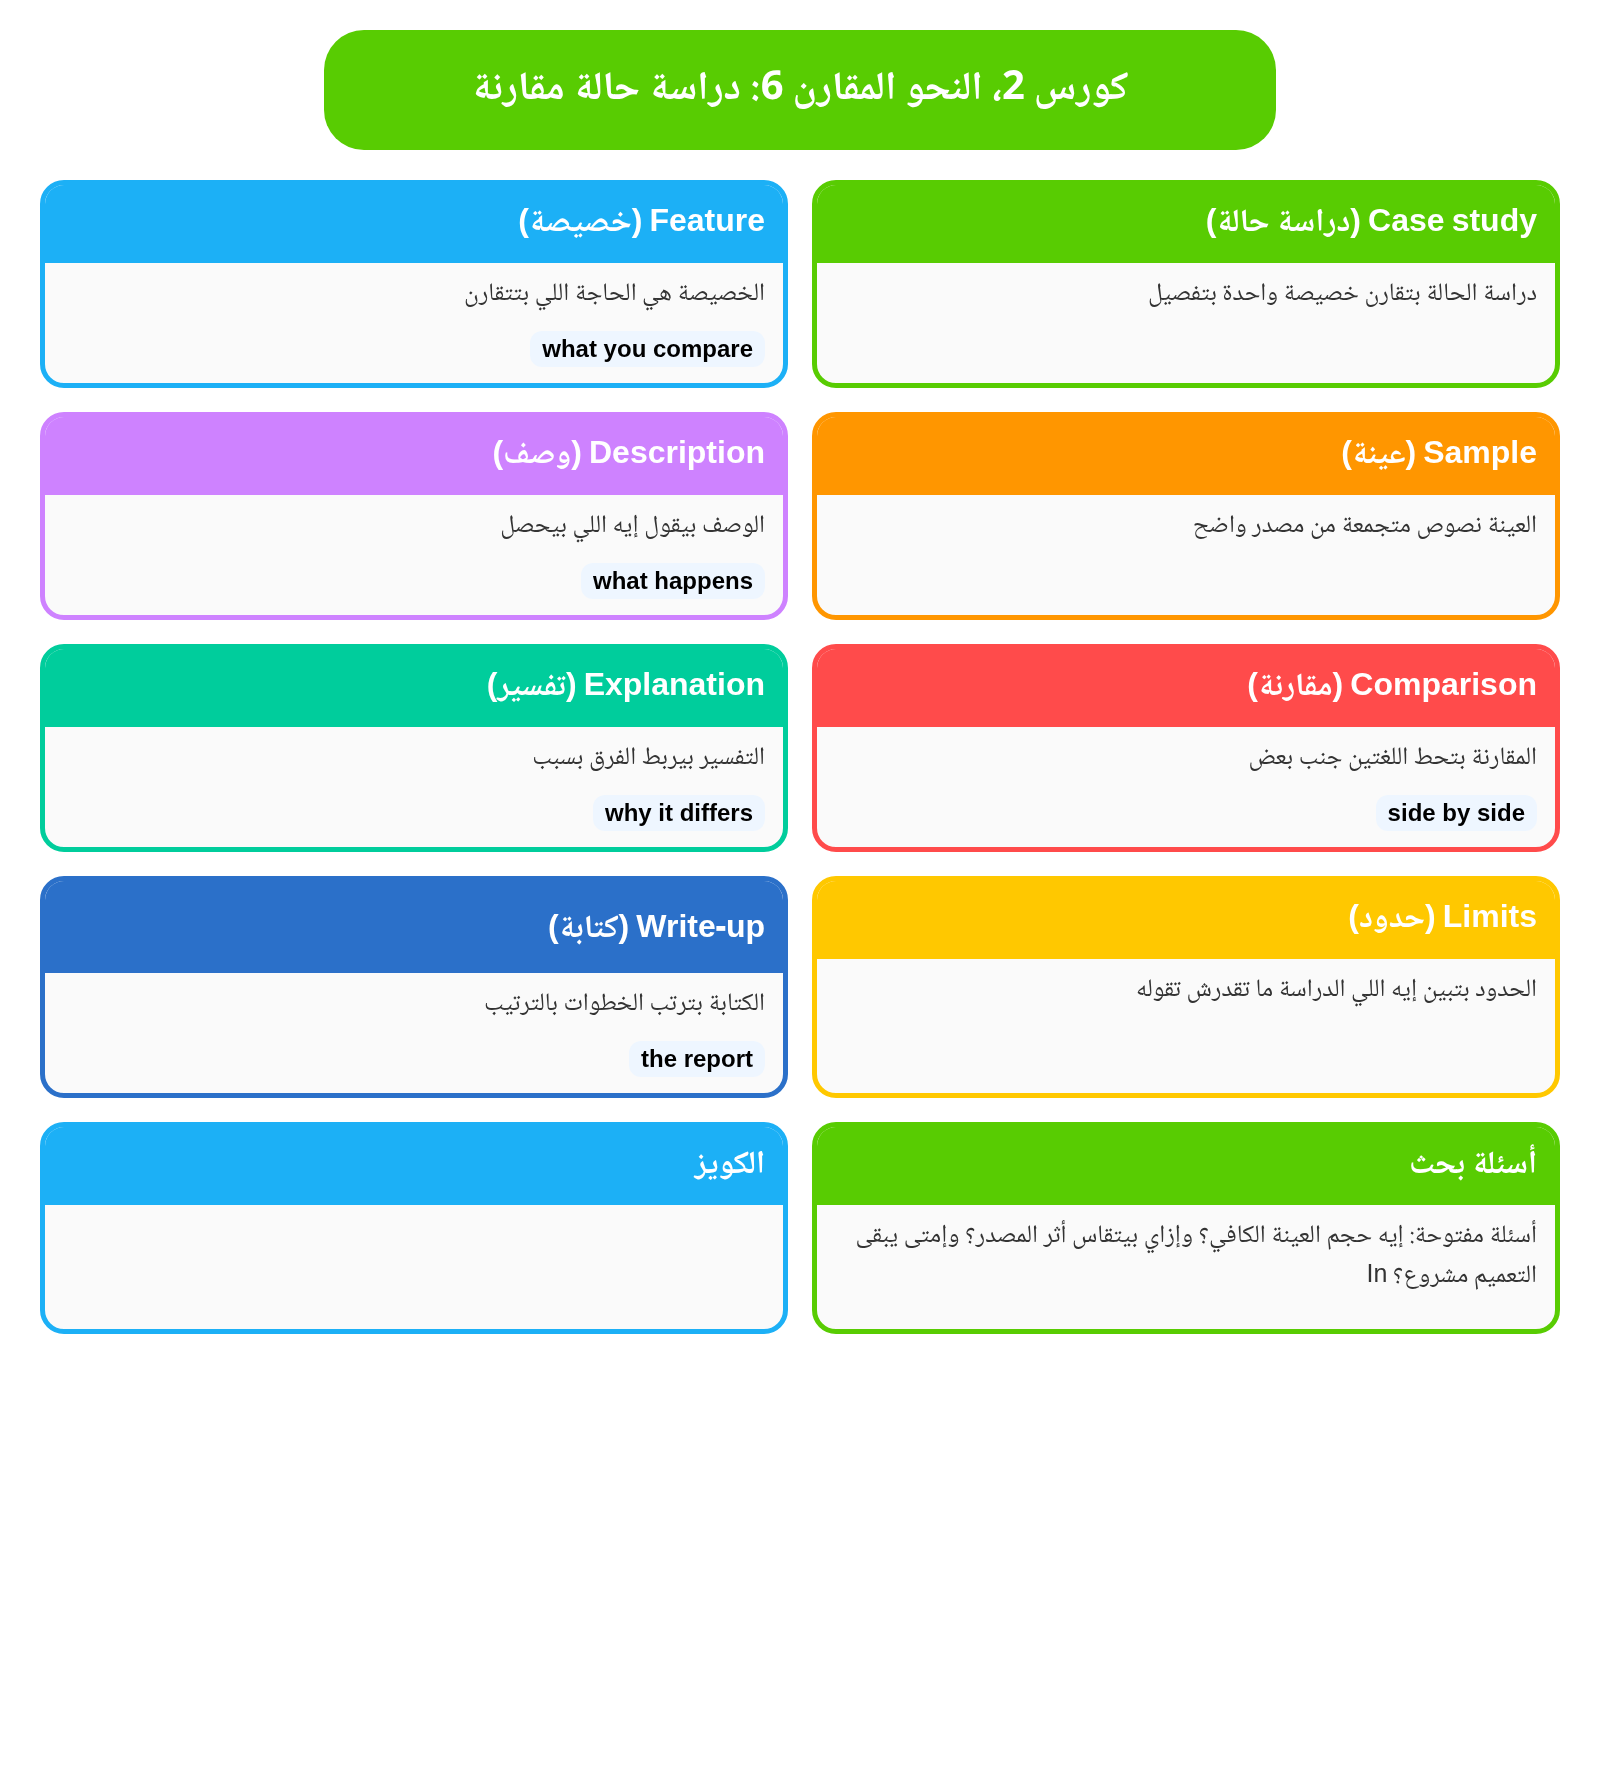 كورس 2، النحو المقارن 6: دراسة حالة مقارنة
Case study (دراسة حالة)
دراسة الحالة بتقارن خصيصة واحدة بتفصيل
Feature (خصيصة)
الخصيصة هي الحاجة اللي بتتقارن
what you compare
Sample (عينة)
العينة نصوص متجمعة من مصدر واضح
Description (وصف)
الوصف بيقول إيه اللي بيحصل
what happens
Comparison (مقارنة)
المقارنة بتحط اللغتين جنب بعض
side by side
Explanation (تفسير)
التفسير بيربط الفرق بسبب
why it differs
Limits (حدود)
الحدود بتبين إيه اللي الدراسة ما تقدرش تقوله
Write-up (كتابة)
الكتابة بترتب الخطوات بالترتيب
the report
أسئلة بحث
أسئلة مفتوحة: إيه حجم العينة الكافي؟ وإزاي بيتقاس أثر المصدر؟ وإمتى يبقى
التعميم مشروع؟ In
الكويز